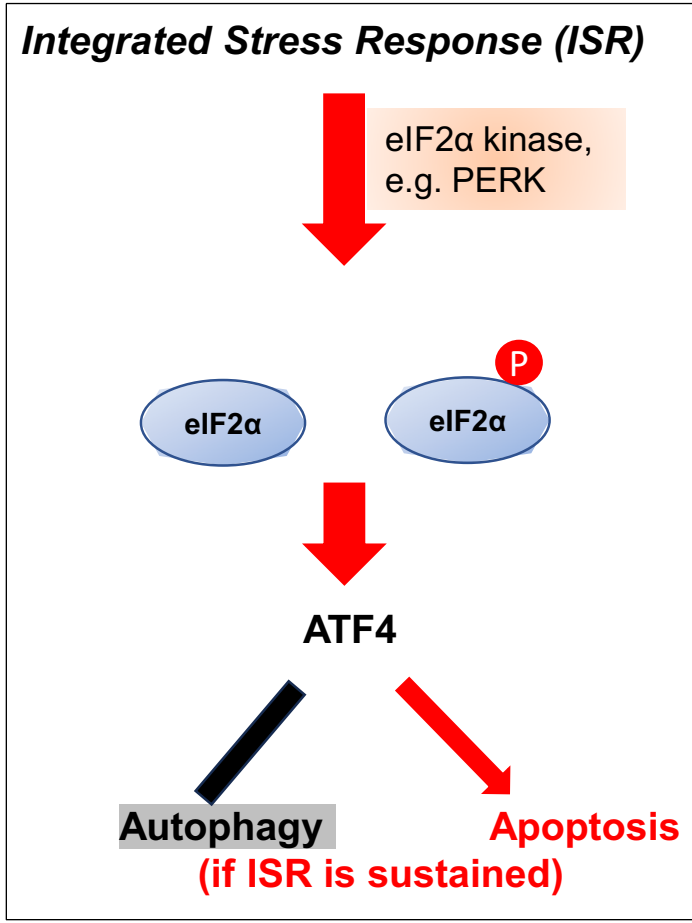 Integrated Stress Response (ISR)
eIF2α kinase,
e.g. PERK
P
eIF2α
eIF2α
ATF4
Autophagy
Apoptosis
(if ISR is sustained)